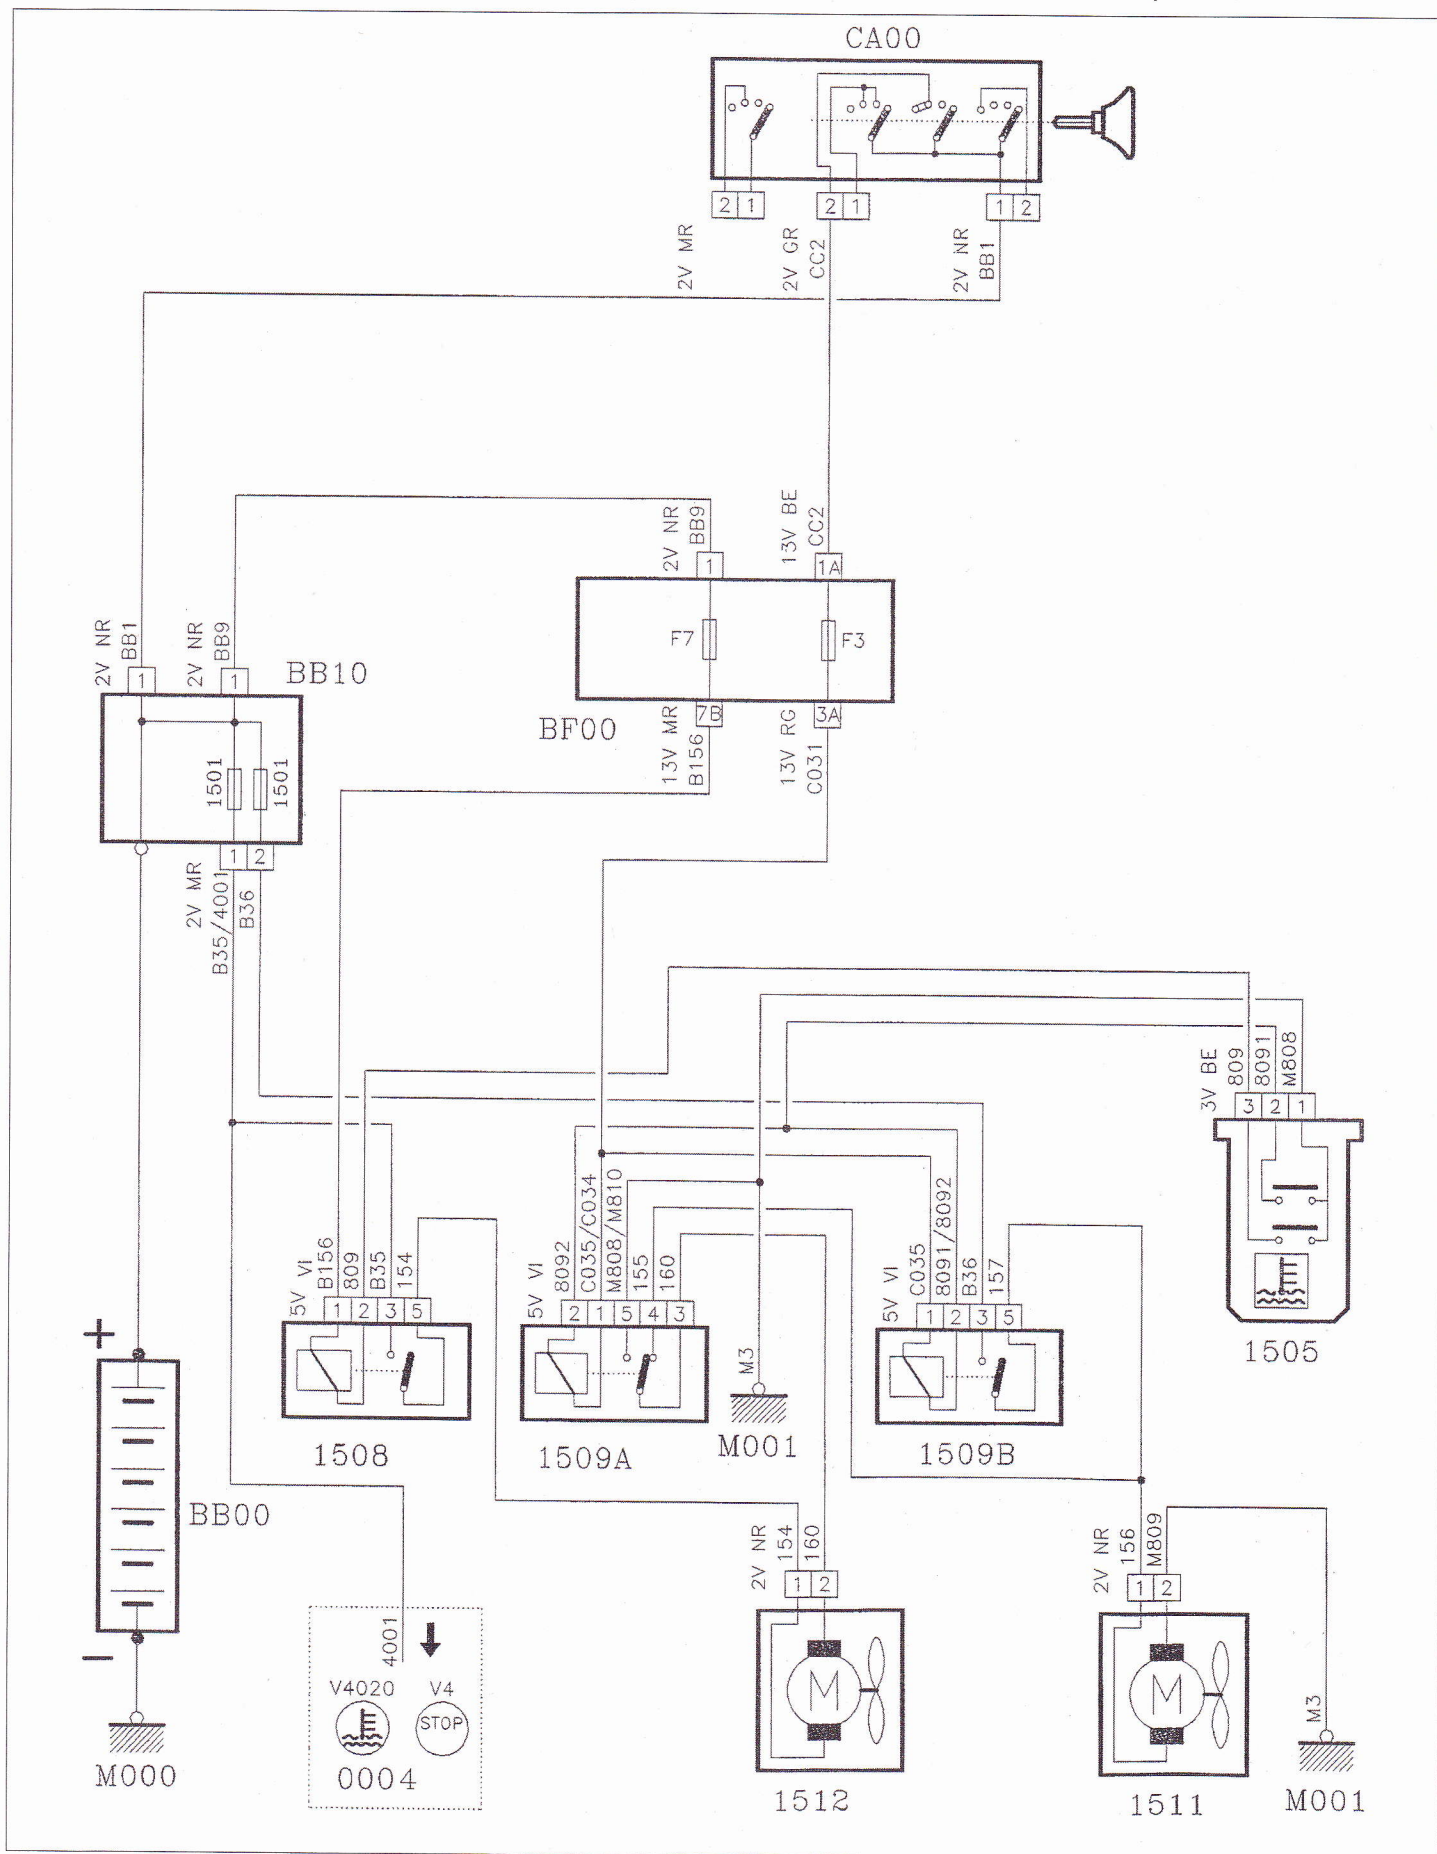 CA00
2 1
2 1
1 2
2V MR
2V GR
CC2
2V NR
BB1
2V NR
BB9
13V BE
CC2
1
1A
F7
F3
BF00
7B
3A
13V MR
B156
13V RG
C031
2V NR
BB1
2V NR
BB9
1
1
BB10
1501
1501
1 2
2V MR
B35/4001
B36
3V BE
809
8091
M808
3 2 1
1505
5V VI
B156
809
B35
154
1 2 3 5
1508
5V VI
8092
C035/C034
M808/M810
155
160
2 1 5 4 3
1509A
M3
M001
5V VI
C035
8091/8092
B36
157
1 2 3 5
1509B
+
BB00
−
M000
4001
V4020
V4
STOP
0004
2V NR
154
160
1 2
M
1512
2V NR
156
M809
1 2
M
1511
M3
M001